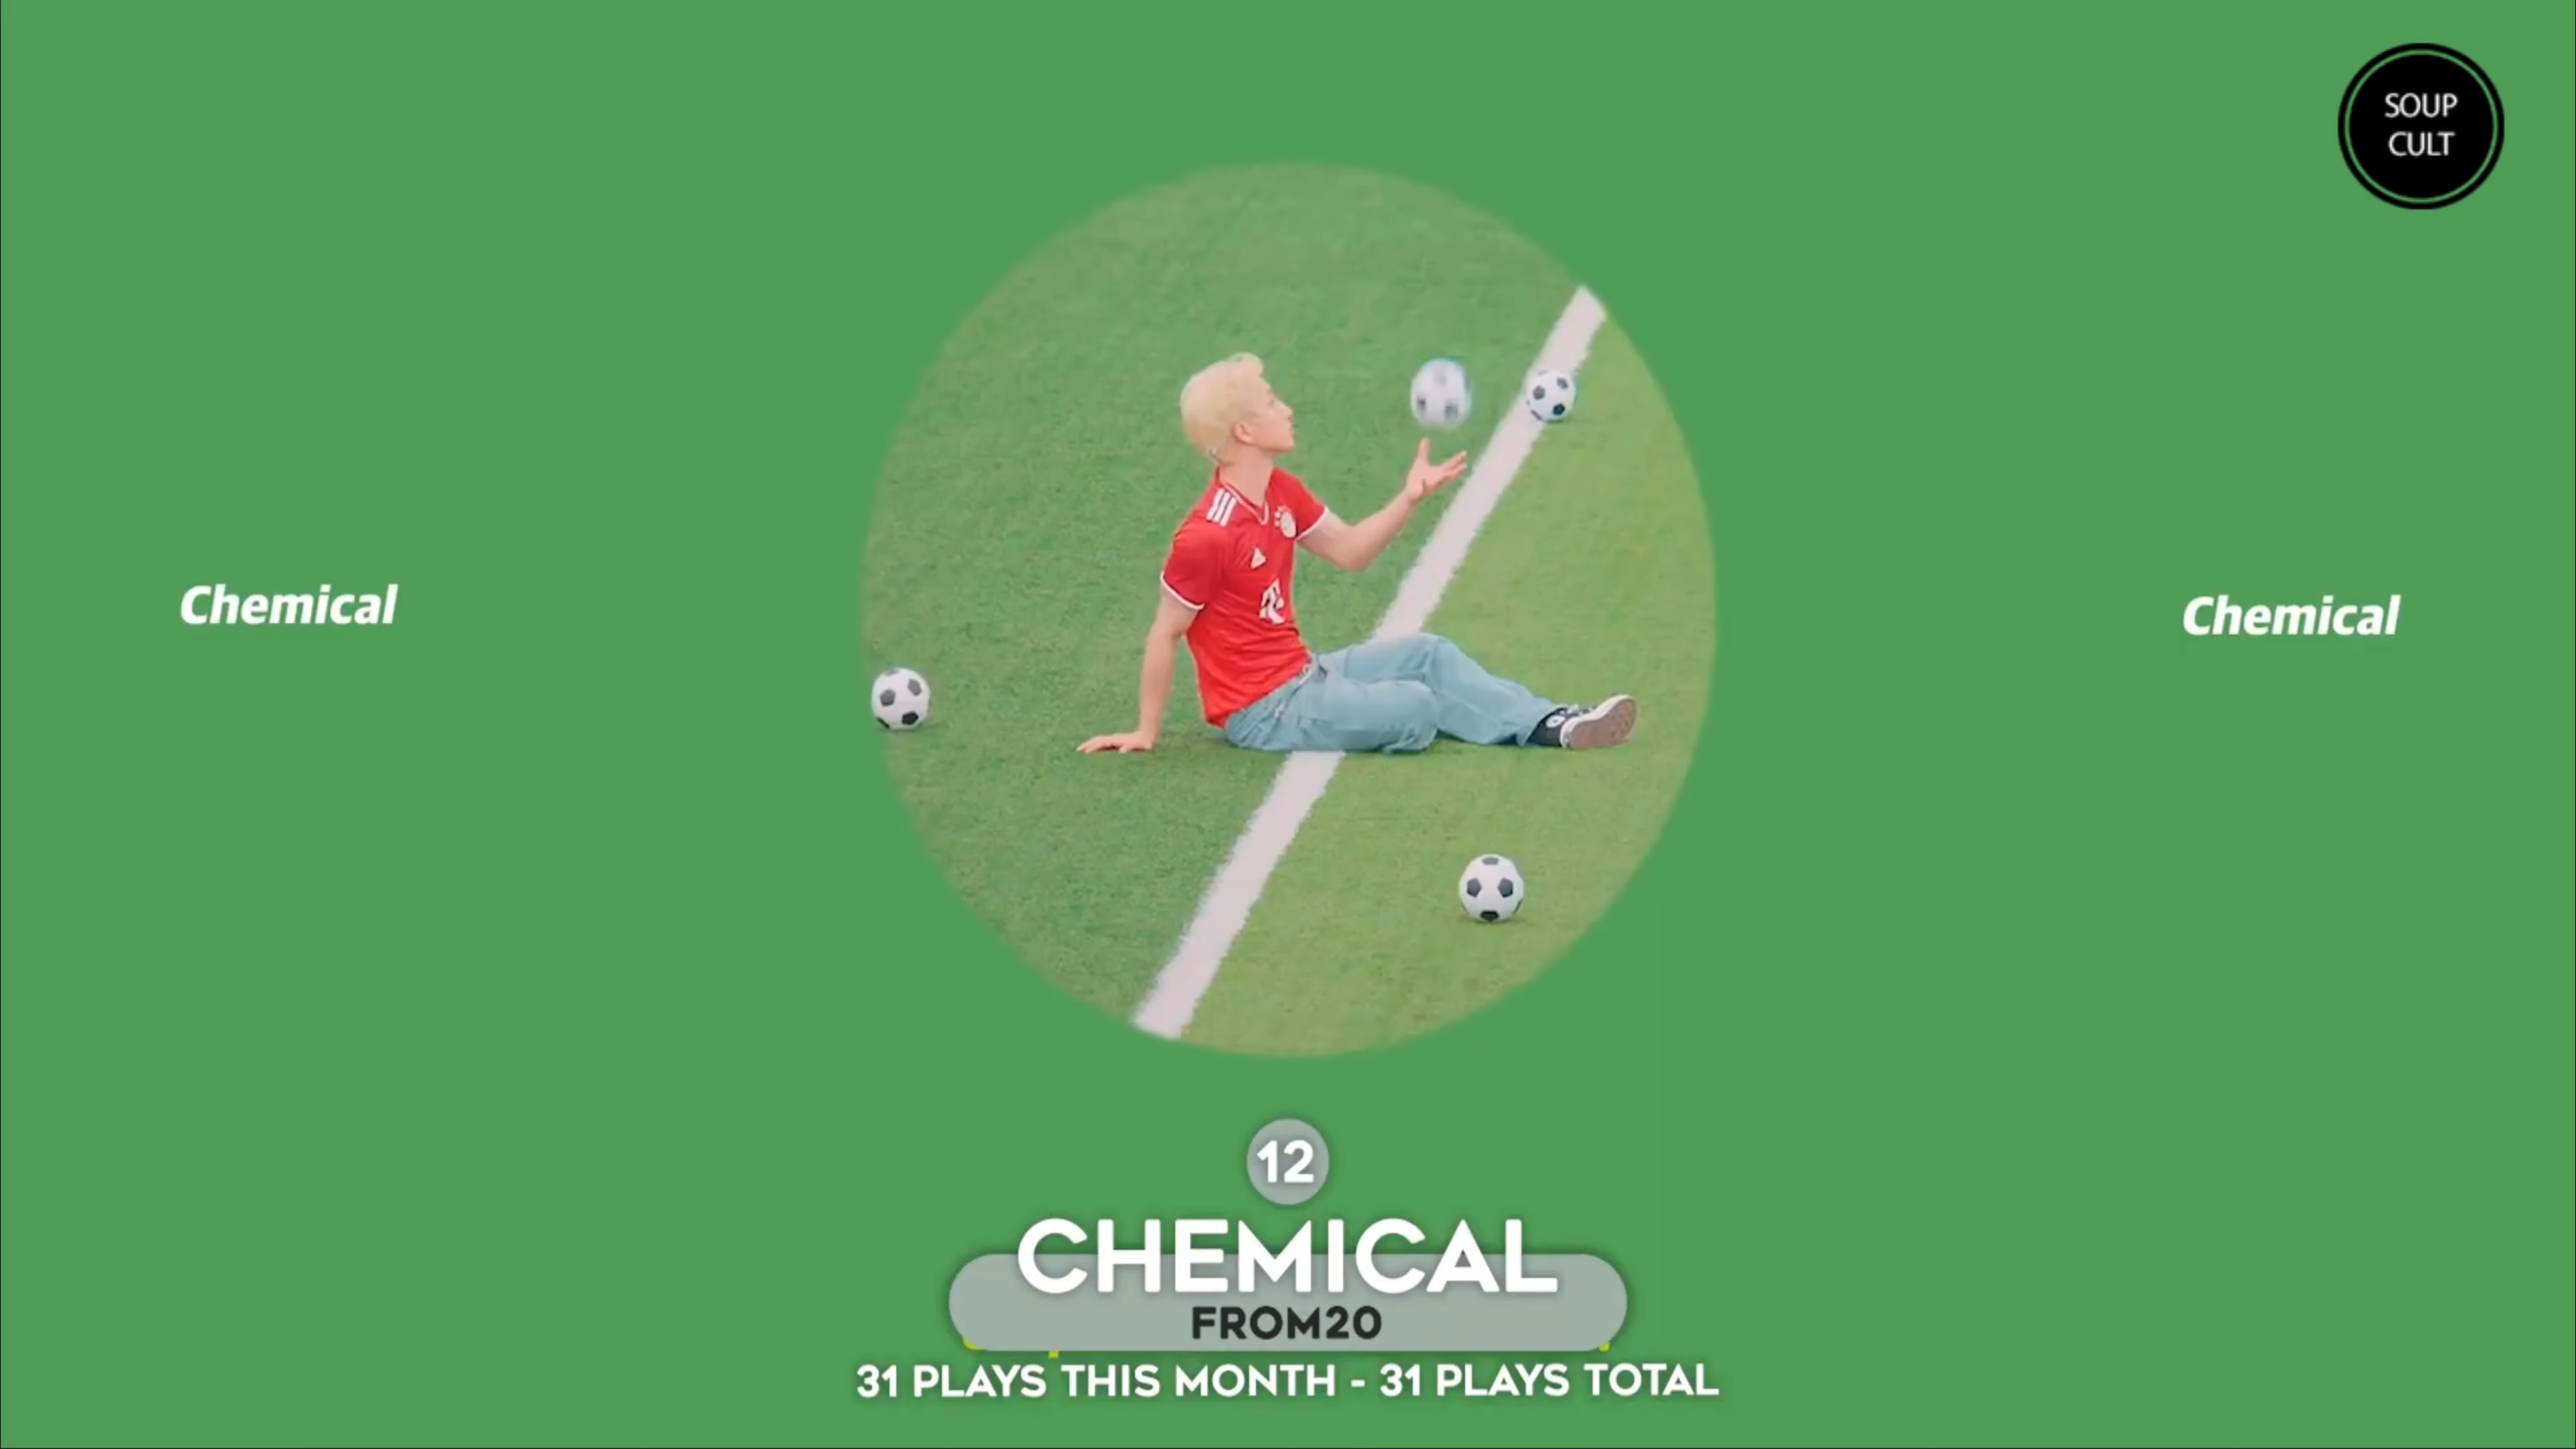 SOUP
CULT
Chemical
Chemical
12
CHEMICAL
FROM20
31 PLAYS THIS MONTH - 31 PLAYS TOTAL